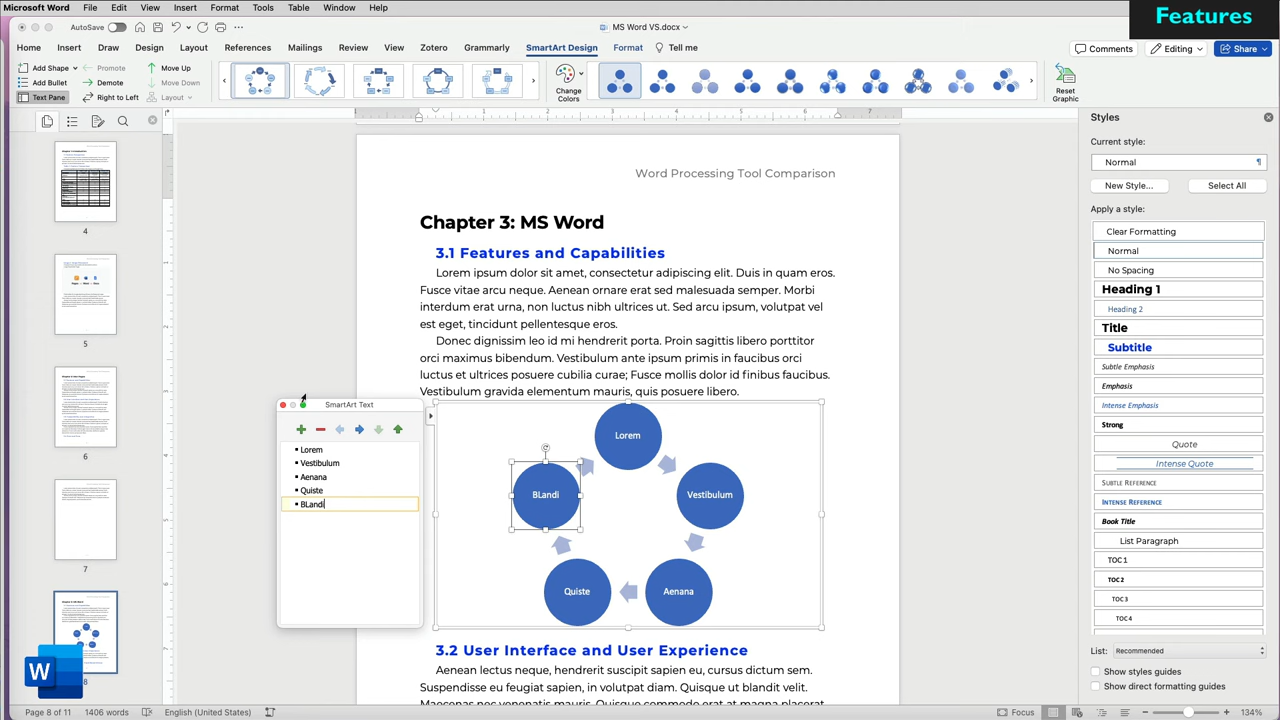 Microsoft Word File Edit View Insert Format Tools Table Window Help
Features
AutoSave
MS Word VS.docx
Home Insert Draw Design Layout References Mailings Review View Zotero Grammarly SmartArt Design Format Tell me
Comments Editing Share
Add Shape Promote Move Up
Add Bullet Demote Move Down
Text Pane Right to Left Layout
Change Colors
Reset Graphic
Styles
Current style:
Normal
New Style... Select All
Apply a style:
Clear Formatting
Normal
No Spacing
Heading 1
Heading 2
Title
Subtitle
Subtle Emphasis
Emphasis
Intense Emphasis
Strong
Quote
Intense Quote
SUBTLE REFERENCE
INTENSE REFERENCE
Book Title
List Paragraph
TOC 1
TOC 2
TOC 3
TOC 4
List: Recommended
Show styles guides
Show direct formatting guides
4
5
6
7
8
Word Processing Tool Comparison
Chapter 3: MS Word
3.1 Features and Capabilities
Lorem ipsum dolor sit amet, consectetur adipiscing elit. Duis in quam eros.
Fusce vitae arcu neque. Aenean ornare erat sed malesuada semper. Morbi
interdum erat urna, non luctus nibh ultrices ut. Sed arcu ipsum, volutpat vel
est eget, tincidunt pellentesque eros.
Donec dignissim leo id mi hendrerit porta. Proin sagittis libero porttitor
orci maximus bibendum. Vestibulum ante ipsum primis in faucibus orci
luctus et ultrices posuere cubilia curae; Fusce mollis dolor id finibus faucibus.
Vestibulum gravida elementum mauris, quis posuere libero.
SmartArt Text
Lorem
Vestibulum
Aenana
Quiste
BLandi
Lorem
BLandi
Vestibulum
Quiste
Aenana
3.2 User Interface and User Experience
Aenean lectus neque, hendrerit suscipit sapien eu, cursus dictum sem.
Suspendisse eu feugiat sapien, in volutpat diam. Quisque ut blandit velit.
W
Page 8 of 11 1406 words English (United States) Focus 134%